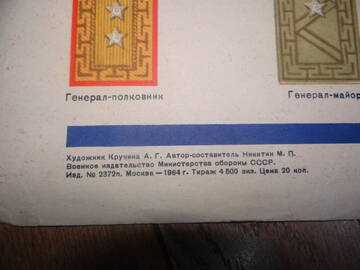 Генерал-полковник
Генерал-майор
Художник Кручина А. Г. Автор-составитель Никитин М. П.
Военное издательство Министерства обороны СССР.
Изд. № 2372п. Москва—1964 г. Тираж 4 500 экз. Цена 20 коп.